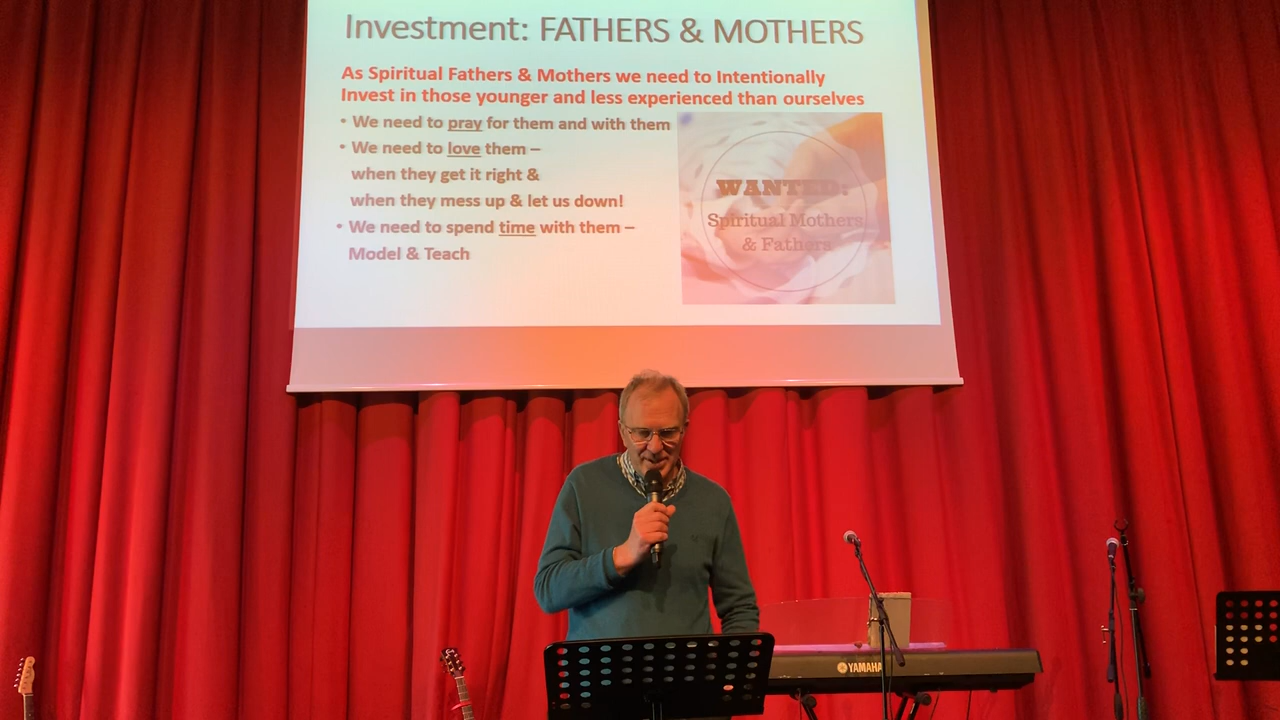 Investment: FATHERS & MOTHERS
As Spiritual Fathers & Mothers we need to Intentionally
Invest in those younger and less experienced than ourselves
• We need to pray for them and with them
• We need to love them –
when they get it right &
when they mess up & let us down!
• We need to spend time with them –
Model & Teach
WANTED:
Spiritual Mothers
& Fathers
YAMAHA